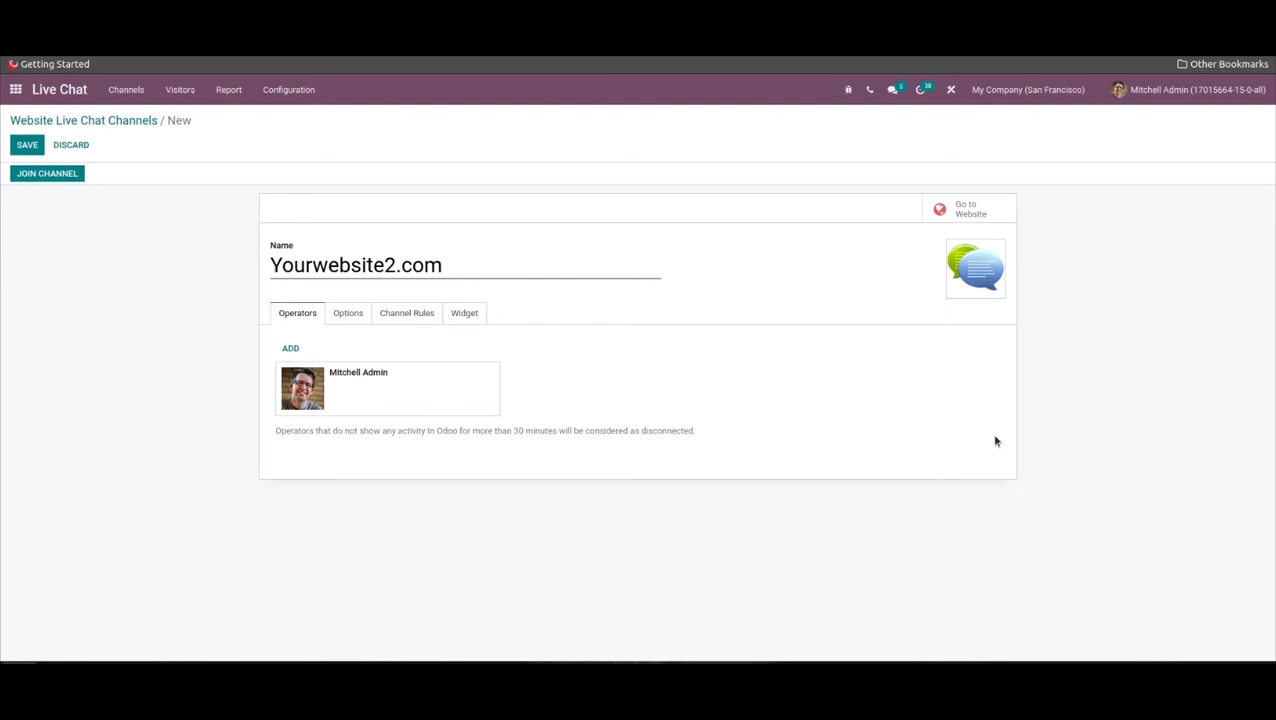 Getting Started
Other Bookmarks
Live Chat
Channels
Visitors
Report
Configuration
5
38
My Company (San Francisco)
Mitchell Admin (17015664-15-0-all)
Website Live Chat Channels / New
SAVE
DISCARD
JOIN CHANNEL
Go to
Website
Name
Yourwebsite2.com
Operators
Options
Channel Rules
Widget
ADD
Mitchell Admin
Operators that do not show any activity In Odoo for more than 30 minutes will be considered as disconnected.